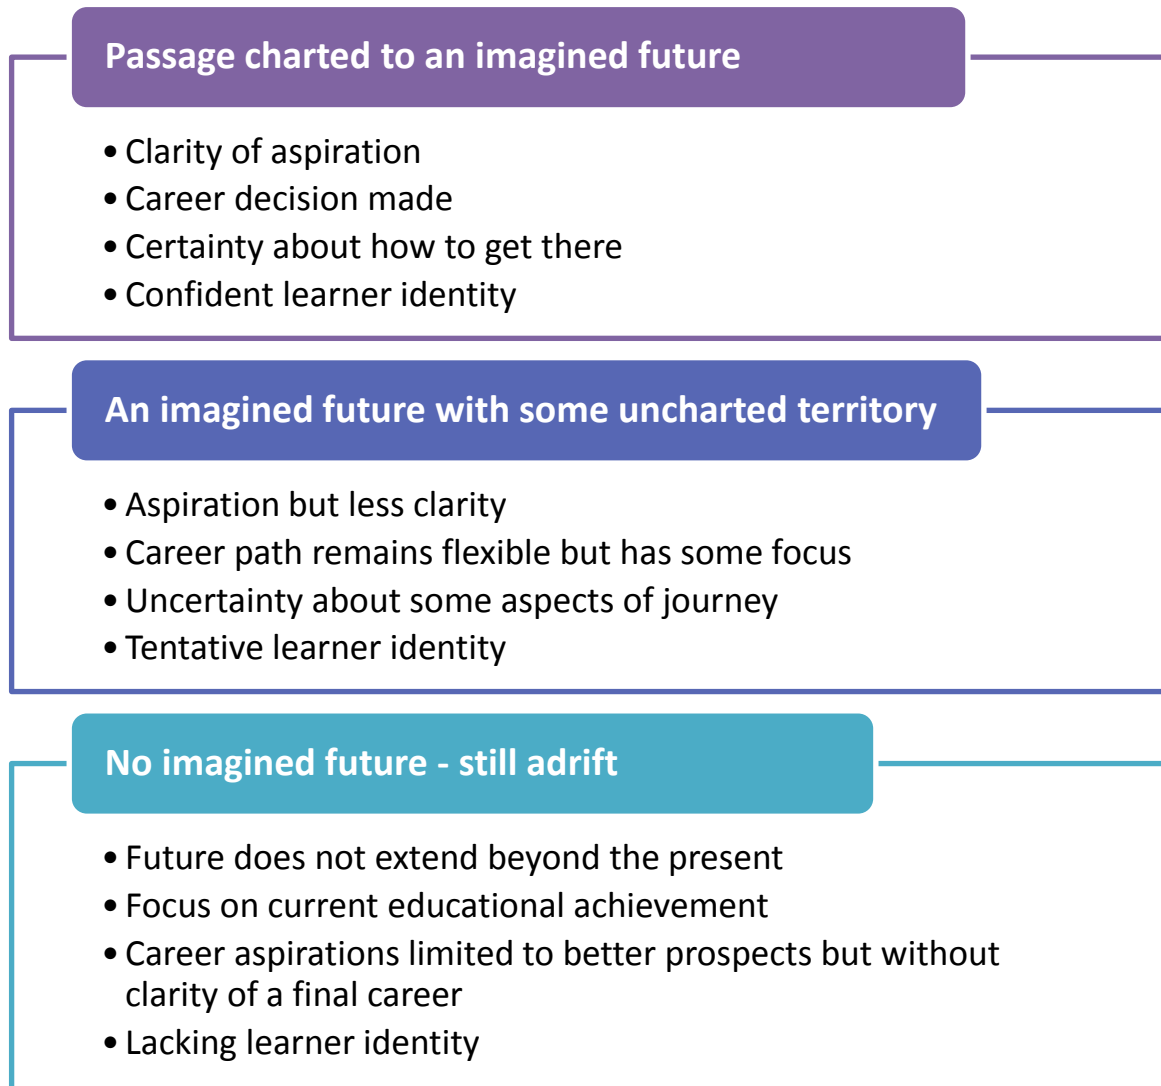 Passage charted to an imagined future
• Clarity of aspiration
• Career decision made
• Certainty about how to get there
• Confident learner identity
An imagined future with some uncharted territory
• Aspiration but less clarity
• Career path remains flexible but has some focus
• Uncertainty about some aspects of journey
• Tentative learner identity
No imagined future - still adrift
• Future does not extend beyond the present
• Focus on current educational achievement
• Career aspirations limited to better prospects but without
clarity of a final career
• Lacking learner identity